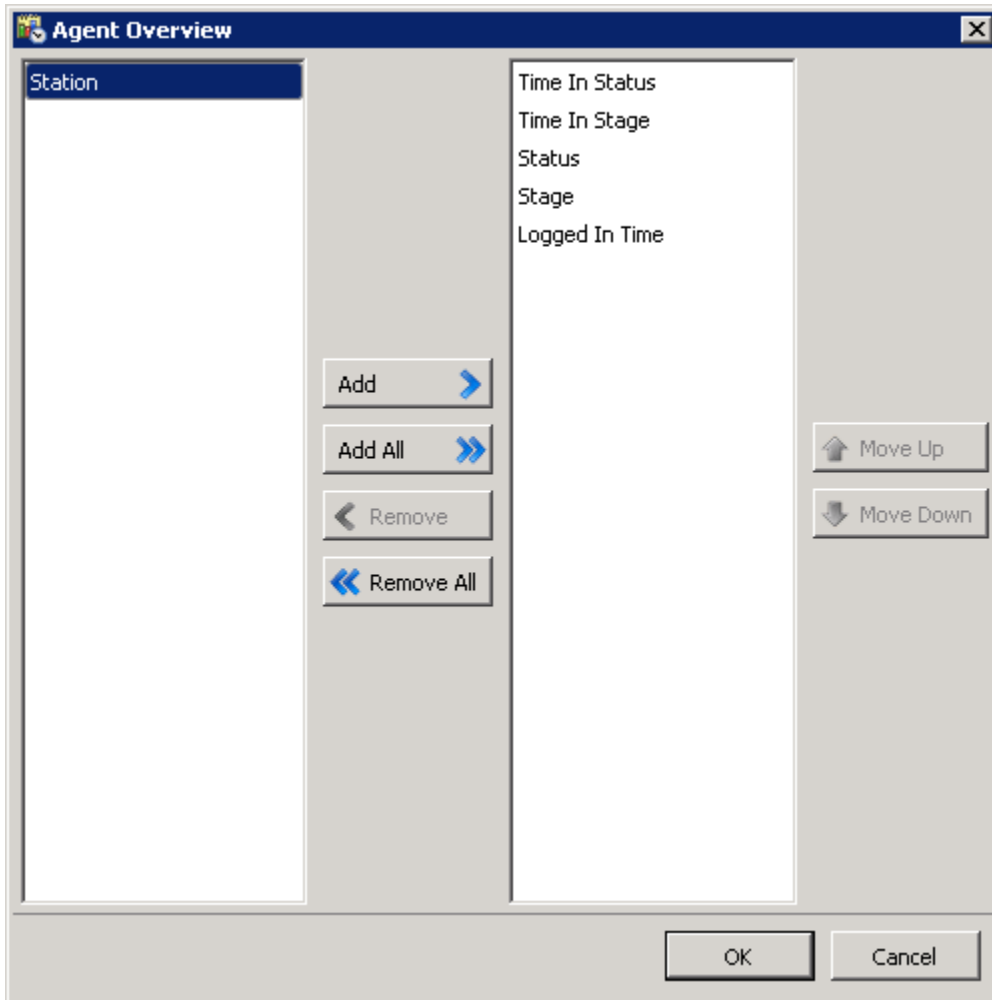 Agent Overview
Station
Time In Status
Time In Stage
Status
Stage
Logged In Time
Add
Add All
Remove
Remove All
Move Up
Move Down
OK
Cancel